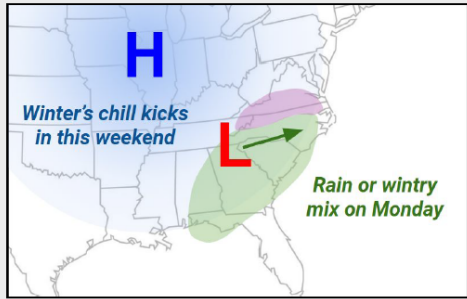 H
Winter's chill kicks
in this weekend
L
Rain or wintry
mix on Monday